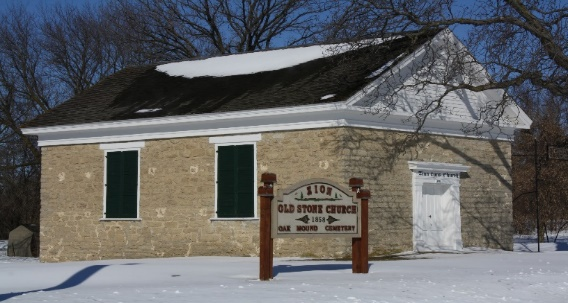 ZION
OLD STONE CHURCH
1858
OAK MOUND CEMETERY